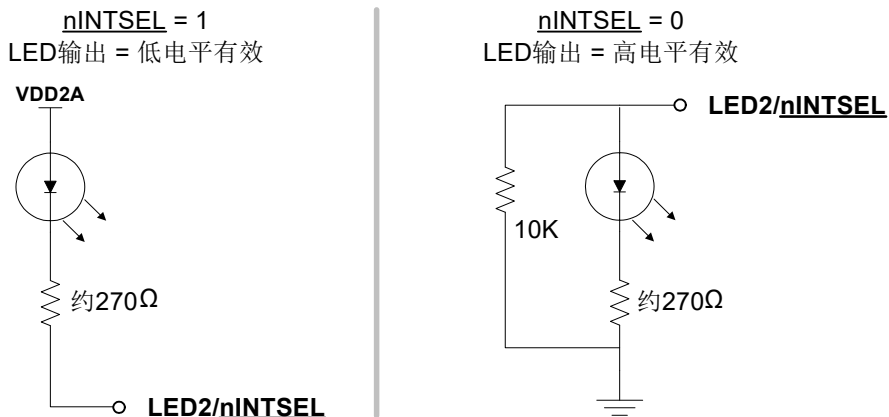 nINTSEL = 1
LED输出 = 低电平有效
VDD2A
约270Ω
LED2/nINTSEL
nINTSEL = 0
LED输出 = 高电平有效
LED2/nINTSEL
10K
约270Ω